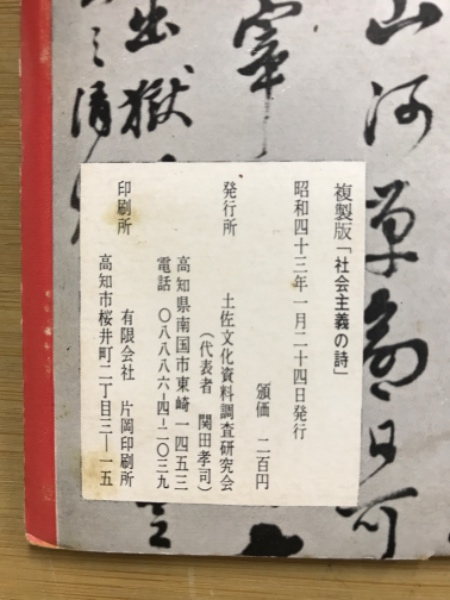 山河草
日可
宰
出獄
複製版「社会主義の詩」
昭和四十三年一月二十四日発行
頒価 二百円
発行所 土佐文化資料調査研究会
(代表者 関田孝司)
高知県南国市東崎一四五三
電話 〇八八八六―四―二〇三九
印刷所 有限会社 片岡印刷所
高知市桜井町二丁目三―一五